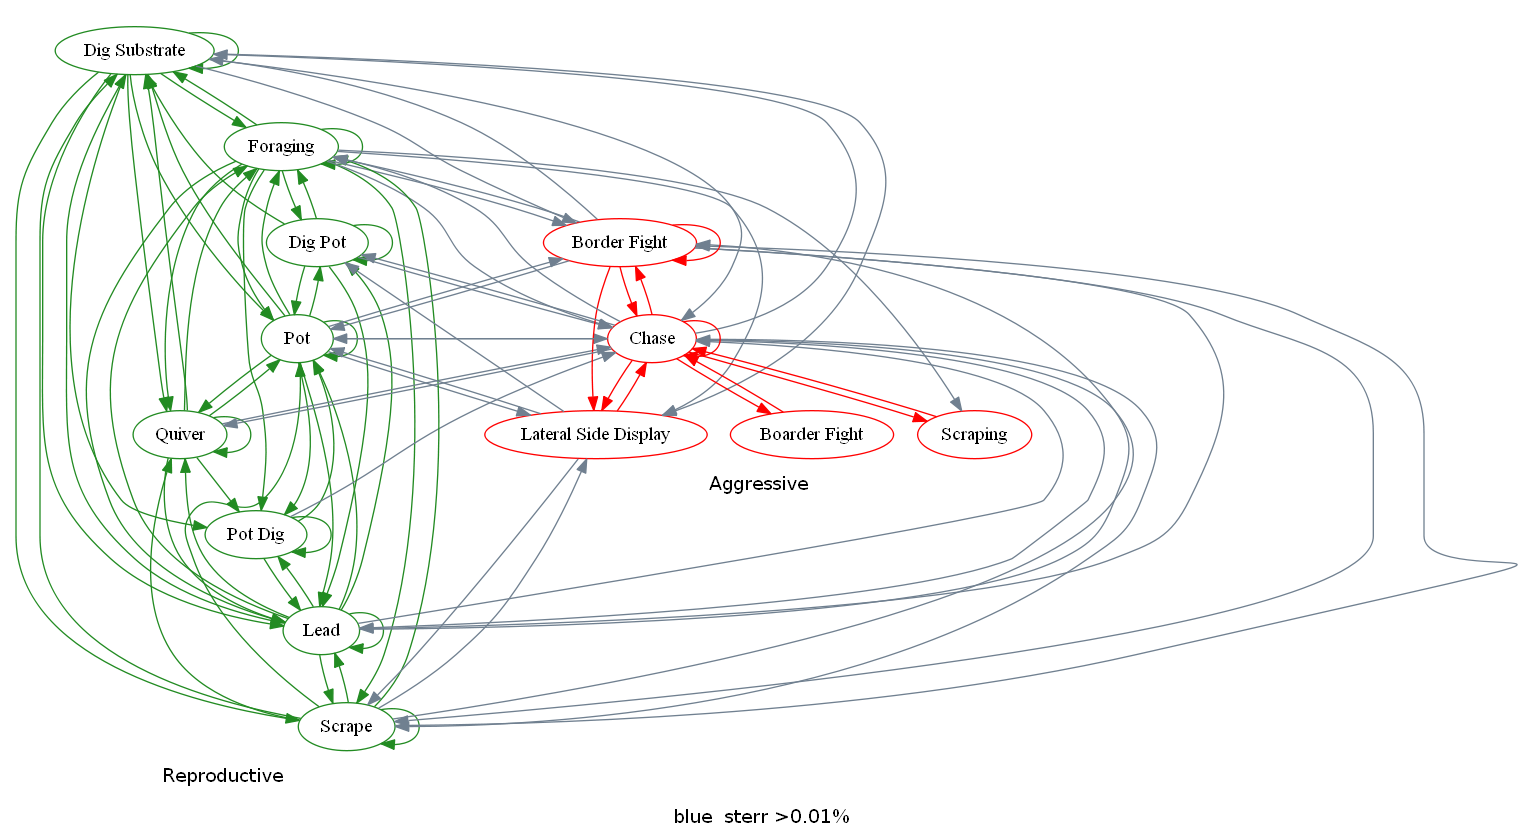 Dig Substrate
Foraging
Dig Pot
Border Fight
Pot
Chase
Quiver
Lateral Side Display
Boarder Fight
Scraping
Aggressive
Pot Dig
Lead
Scrape
Reproductive
blue sterr >0.01%